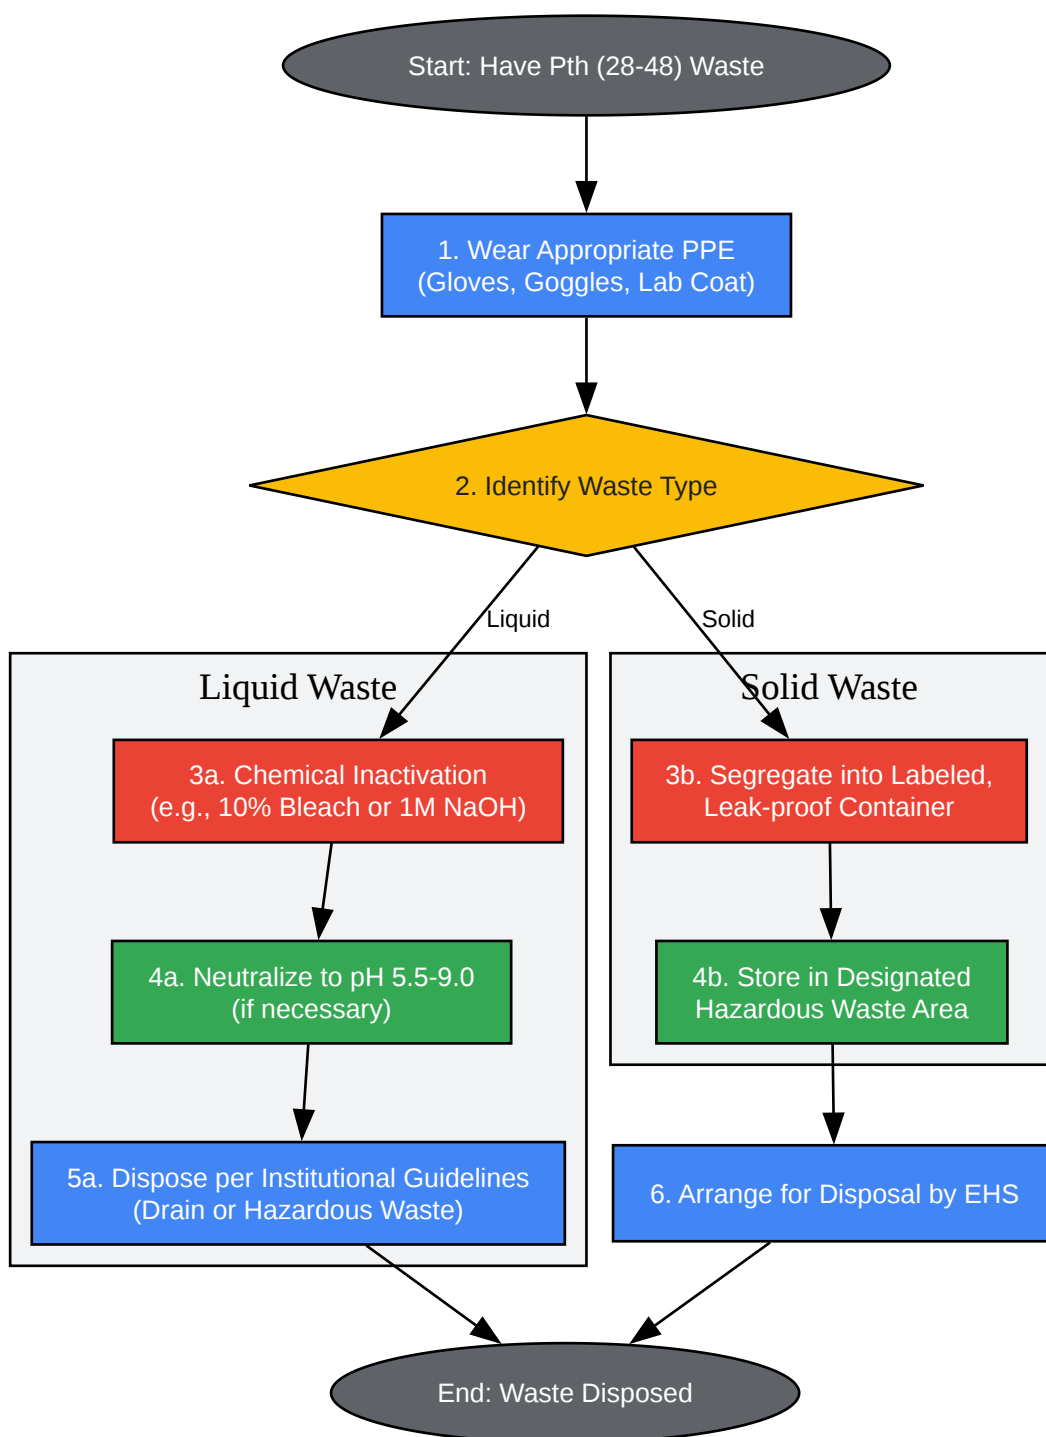 Start: Have Pth (28-48) Waste
1. Wear Appropriate PPE
(Gloves, Goggles, Lab Coat)
2. Identify Waste Type
Liquid
Solid
Liquid Waste
3a. Chemical Inactivation
(e.g., 10% Bleach or 1M NaOH)
4a. Neutralize to pH 5.5-9.0
(if necessary)
5a. Dispose per Institutional Guidelines
(Drain or Hazardous Waste)
Solid Waste
3b. Segregate into Labeled,
Leak-proof Container
4b. Store in Designated
Hazardous Waste Area
6. Arrange for Disposal by EHS
End: Waste Disposed